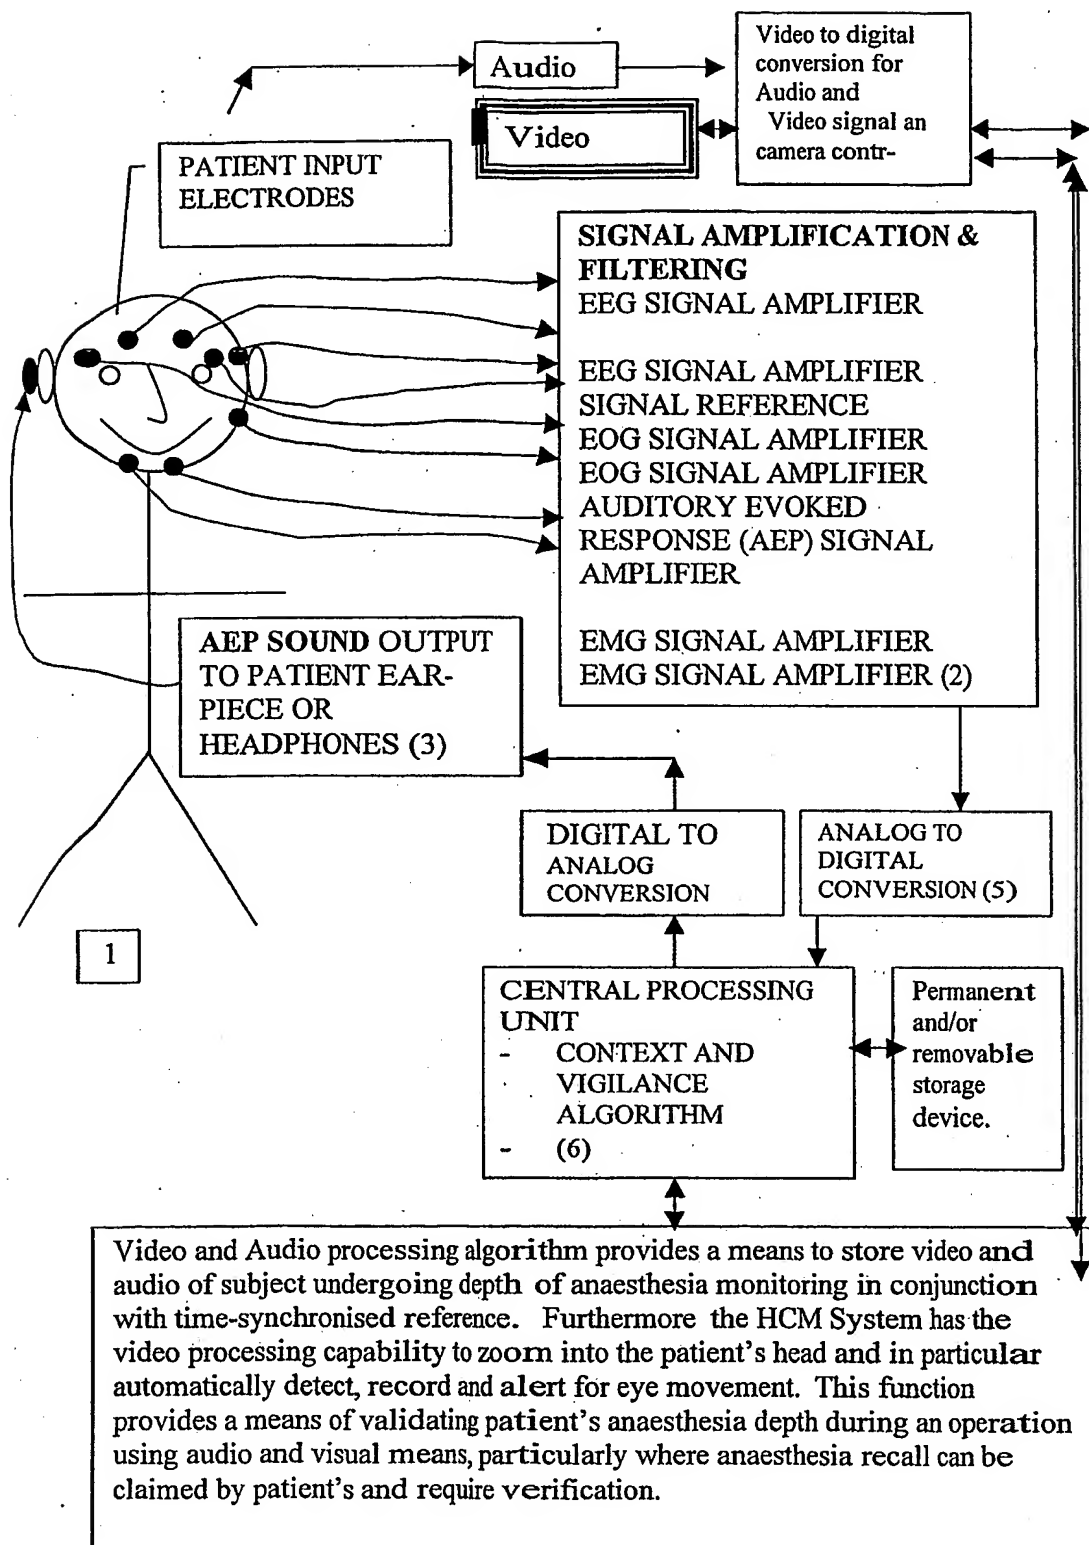 Audio
Video
Video to digital
conversion for
Audio and
Video signal an
camera contr-
PATIENT INPUT
ELECTRODES
SIGNAL AMPLIFICATION &
FILTERING
EEG SIGNAL AMPLIFIER
EEG SIGNAL AMPLIFIER
SIGNAL REFERENCE
EOG SIGNAL AMPLIFIER
EOG SIGNAL AMPLIFIER
AUDITORY EVOKED
RESPONSE (AEP) SIGNAL
AMPLIFIER
EMG SIGNAL AMPLIFIER
EMG SIGNAL AMPLIFIER (2)
AEP SOUND OUTPUT
TO PATIENT EAR-
PIECE OR
HEADPHONES (3)
DIGITAL TO
ANALOG
CONVERSION
ANALOG TO
DIGITAL
CONVERSION (5)
1
CENTRAL PROCESSING
UNIT
- CONTEXT AND
VIGILANCE
ALGORITHM
- (6)
Permanent
and/or
removable
storage
device.
Video and Audio processing algorithm provides a means to store video and
audio of subject undergoing depth of anaesthesia monitoring in conjunction
with time-synchronised reference. Furthermore the HCM System has the
video processing capability to zoom into the patient's head and in particular
automatically detect, record and alert for eye movement. This function
provides a means of validating patient's anaesthesia depth during an operation
using audio and visual means, particularly where anaesthesia recall can be
claimed by patient's and require verification.